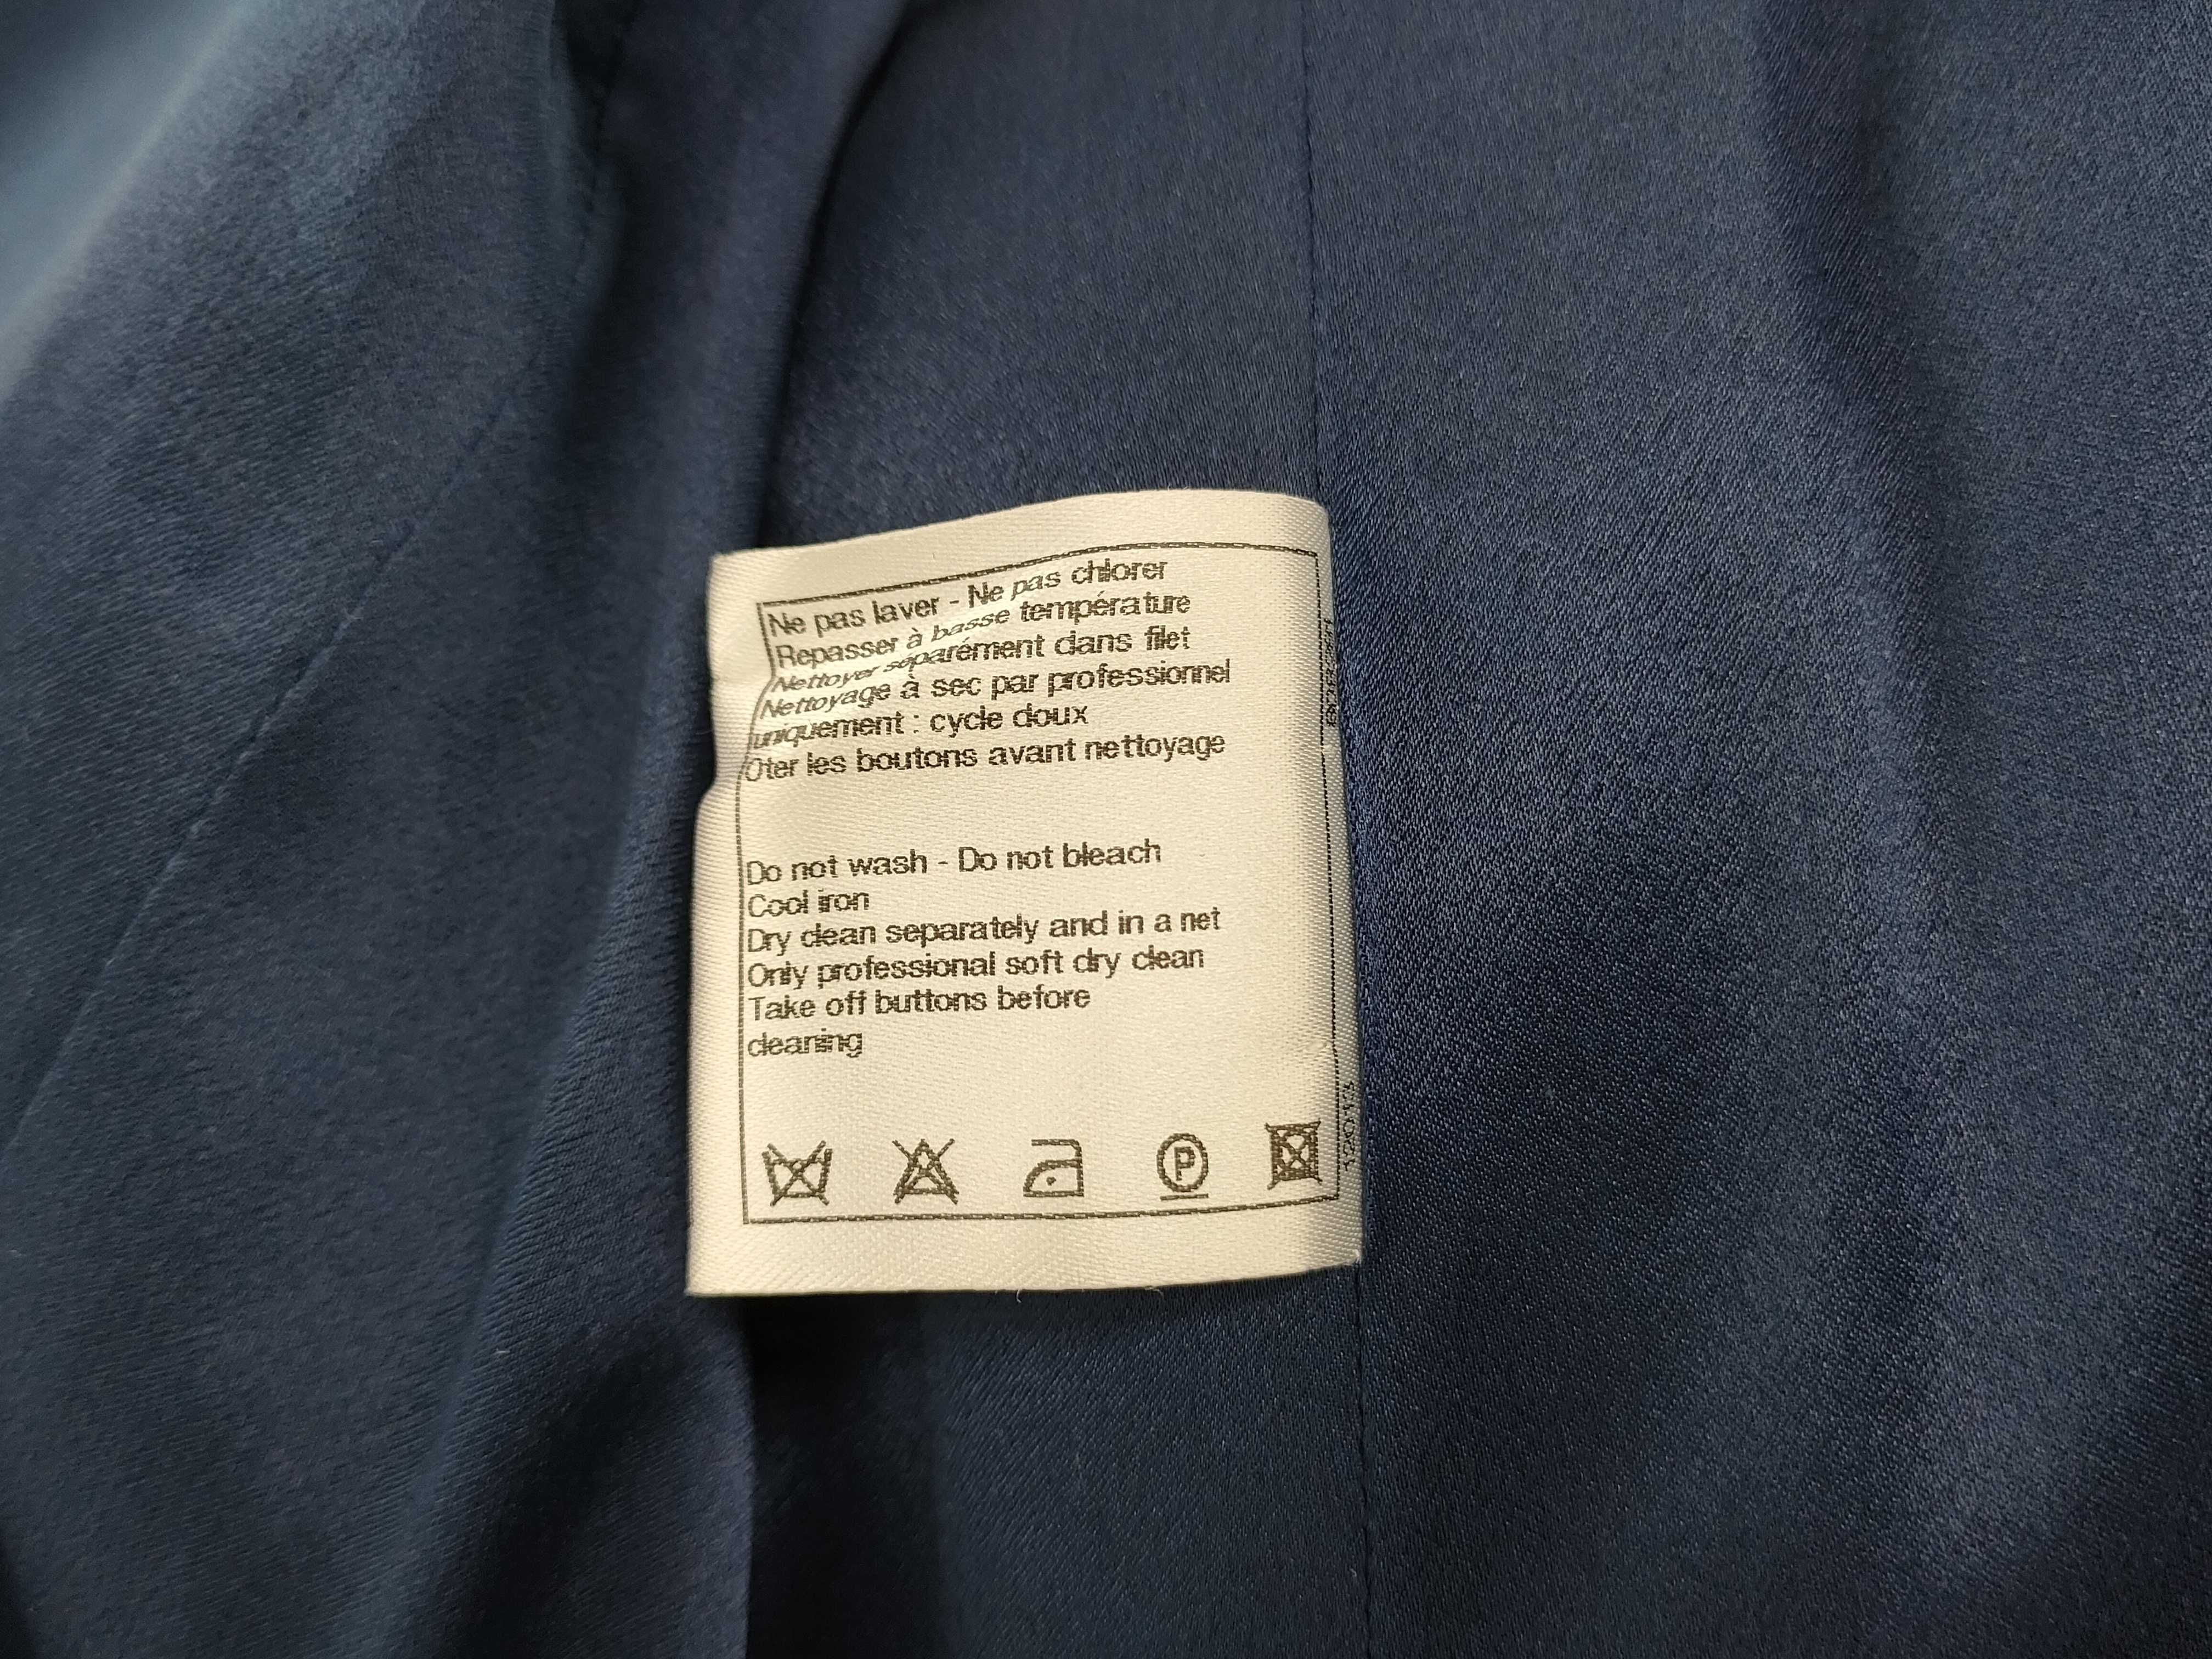 Ne pas laver - Ne pas chlorer
Repasser à basse température
Nettoyer séparément dans filet
Nettoyage à sec par professionnel
uniquement : cycle doux
Oter les boutons avant nettoyage
Do not wash - Do not bleach
Cool iron
Dry clean separately and in a net
Only professional soft dry clean
Take off buttons before
cleaning
P